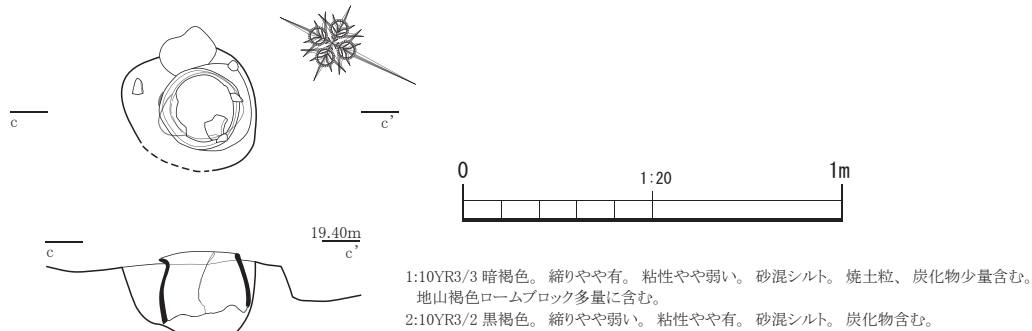 c
c’
0
1:20
1m
19.40m
c
c’
1:10YR3/3 暗褐色。 締りやや有。 粘性やや弱い。 砂混シルト。 焼土粒、 炭化物少量含む。
地山褐色ロームブロック多量に含む。
2:10YR3/2 黒褐色。 締りやや弱い。 粘性やや有。 砂混シルト。 炭化物含む。